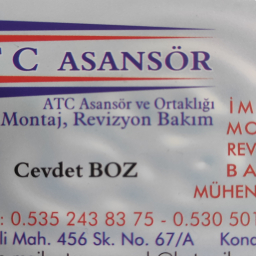 TC ASANSÖR
ATC Asansör ve Ortaklığı
Montaj, Revizyon Bakım
Cevdet BOZ
İM
MO
REV
BA
MÜHEN
: 0.535 243 83 75 - 0.530 501
li Mah. 456 Sk. No. 67/A Kona